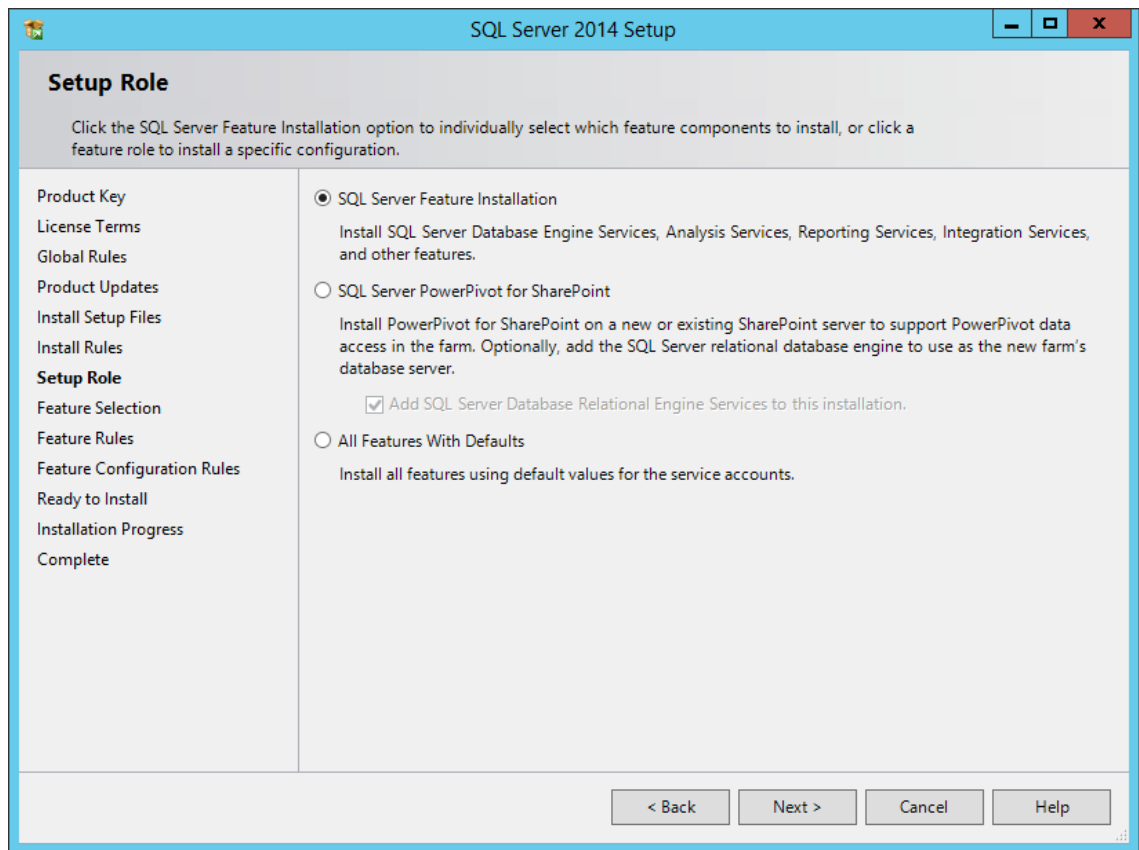 SQL Server 2014 Setup
Setup Role
Click the SQL Server Feature Installation option to individually select which feature components to install, or click a
feature role to install a specific configuration.
Product Key
License Terms
Global Rules
Product Updates
Install Setup Files
Install Rules
Setup Role
Feature Selection
Feature Rules
Feature Configuration Rules
Ready to Install
Installation Progress
Complete
SQL Server Feature Installation
Install SQL Server Database Engine Services, Analysis Services, Reporting Services, Integration Services,
and other features.
SQL Server PowerPivot for SharePoint
Install PowerPivot for SharePoint on a new or existing SharePoint server to support PowerPivot data
access in the farm. Optionally, add the SQL Server relational database engine to use as the new farm's
database server.
Add SQL Server Database Relational Engine Services to this installation.
All Features With Defaults
Install all features using default values for the service accounts.
< Back
Next >
Cancel
Help